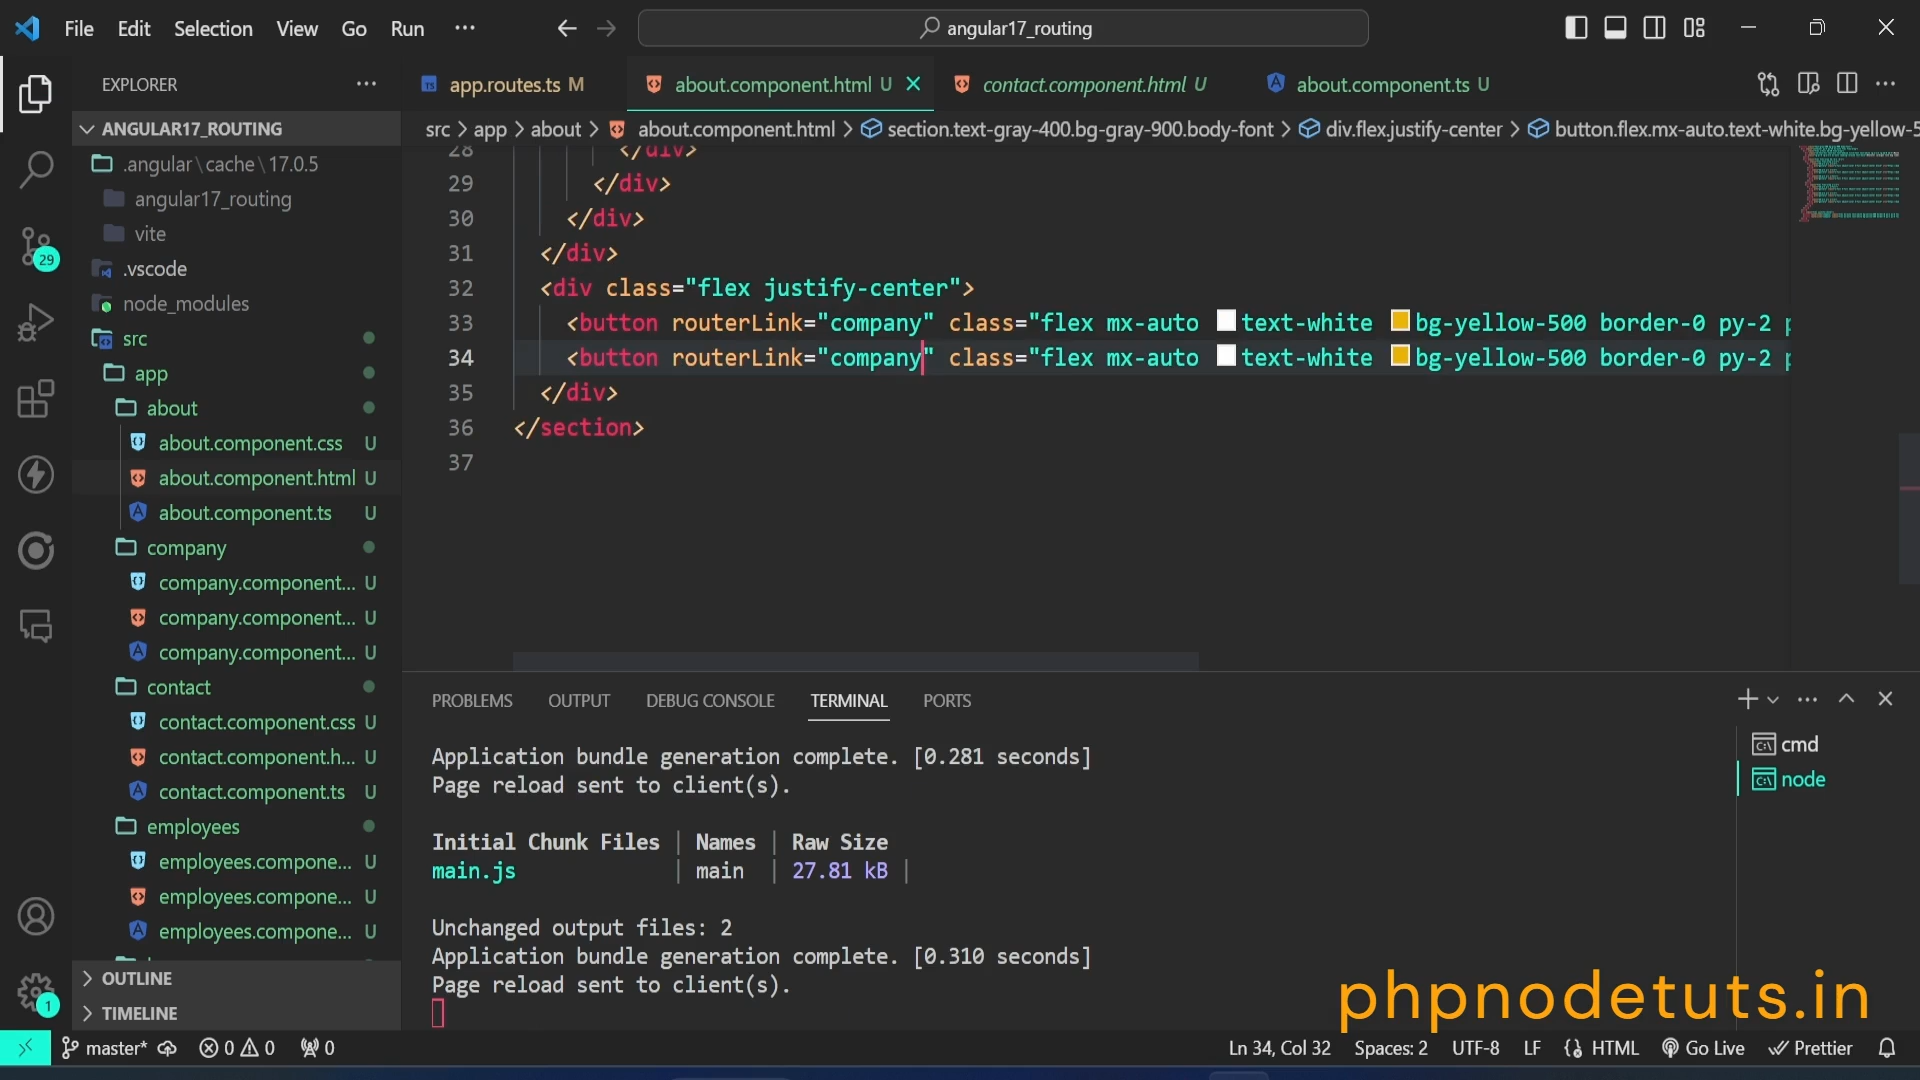 File Edit Selection View Go Run ··· angular17_routing
EXPLORER ···
ANGULAR17_ROUTING
.angular\cache\17.0.5
angular17_routing
vite
.vscode
node_modules
src
app
about
about.component.css U
about.component.html U
about.component.ts U
company
company.component... U
company.component... U
company.component... U
contact
contact.component.css U
contact.component.h... U
contact.component.ts U
employees
employees.compone... U
employees.compone... U
employees.compone... U
OUTLINE
TIMELINE
29
1
app.routes.ts M about.component.html U contact.component.html U about.component.ts U
src > app > about > about.component.html > section.text-gray-400.bg-gray-900.body-font > div.flex.justify-center > button.flex.mx-auto.text-white.bg-yellow-5
28 </div>
29 </div>
30 </div>
31 </div>
32 <div class="flex justify-center">
33 <button routerLink="company" class="flex mx-auto text-white bg-yellow-500 border-0 py-2
34 <button routerLink="company" class="flex mx-auto text-white bg-yellow-500 border-0 py-2
35 </div>
36 </section>
37
PROBLEMS OUTPUT DEBUG CONSOLE TERMINAL PORTS
cmd
node
Application bundle generation complete. [0.281 seconds]
Page reload sent to client(s).
Initial Chunk Files | Names | Raw Size
main.js | main | 27.81 kB |
Unchanged output files: 2
Application bundle generation complete. [0.310 seconds]
Page reload sent to client(s).
phpnodetuts.in
master* 0 0 0 Ln 34, Col 32 Spaces: 2 UTF-8 LF HTML Go Live Prettier